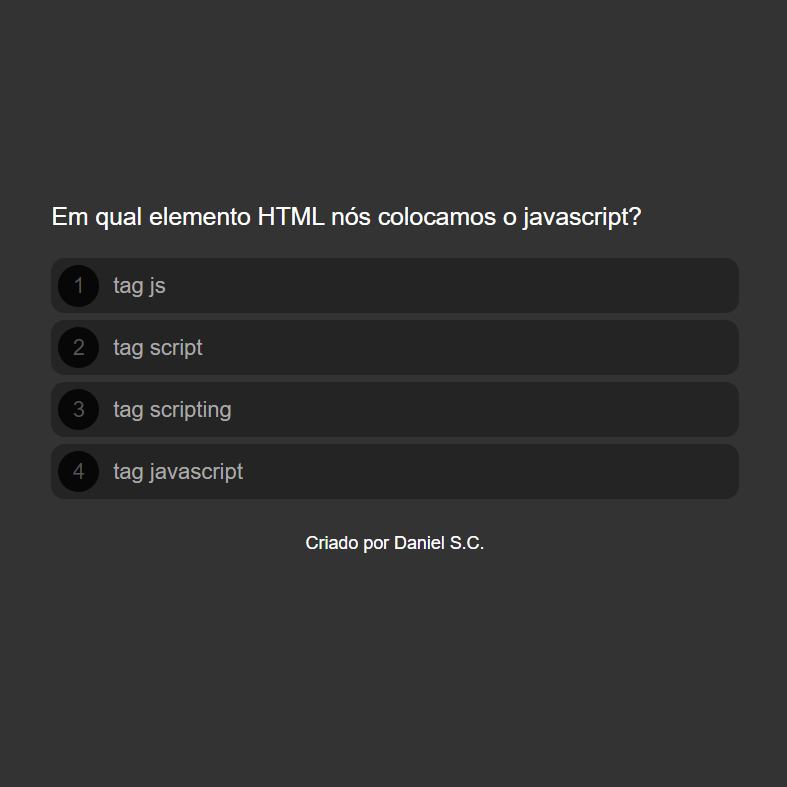 Em qual elemento HTML nós colocamos o javascript?
1 tag js
2 tag script
3 tag scripting
4 tag javascript
Criado por Daniel S.C.